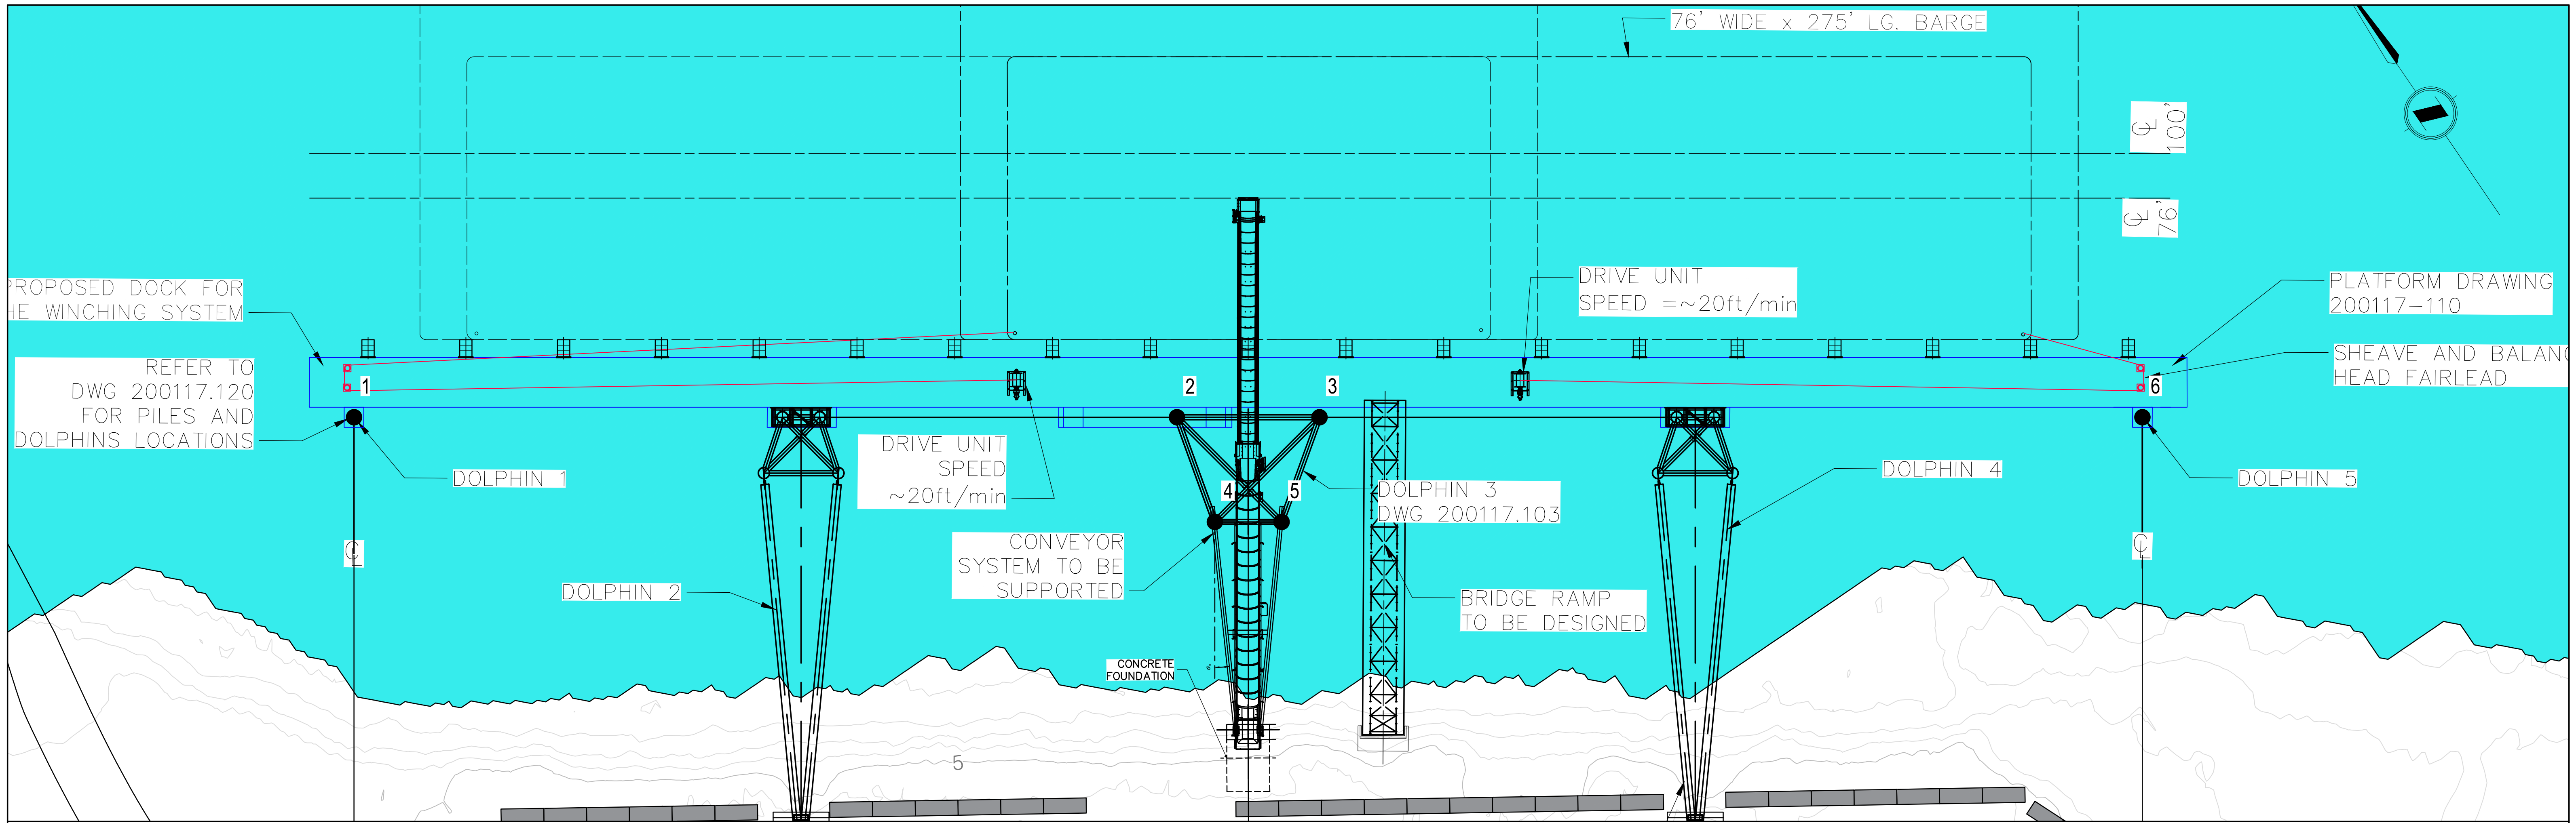 76' WIDE x 275' LG. BARGE
℄
100'
℄
76'
PROPOSED DOCK FOR
HE WINCHING SYSTEM
DRIVE UNIT
SPEED =~20ft/min
PLATFORM DRAWING
200117-110
REFER TO
DWG 200117.120
FOR PILES AND
DOLPHINS LOCATIONS
SHEAVE AND BALANC
HEAD FAIRLEAD
1
2
3
6
DRIVE UNIT
SPEED
~20ft/min
DOLPHIN 1
4
5
DOLPHIN 3
DWG 200117.103
DOLPHIN 4
DOLPHIN 5
CONVEYOR
SYSTEM TO BE
SUPPORTED
℄
℄
DOLPHIN 2
BRIDGE RAMP
TO BE DESIGNED
CONCRETE
FOUNDATION
5